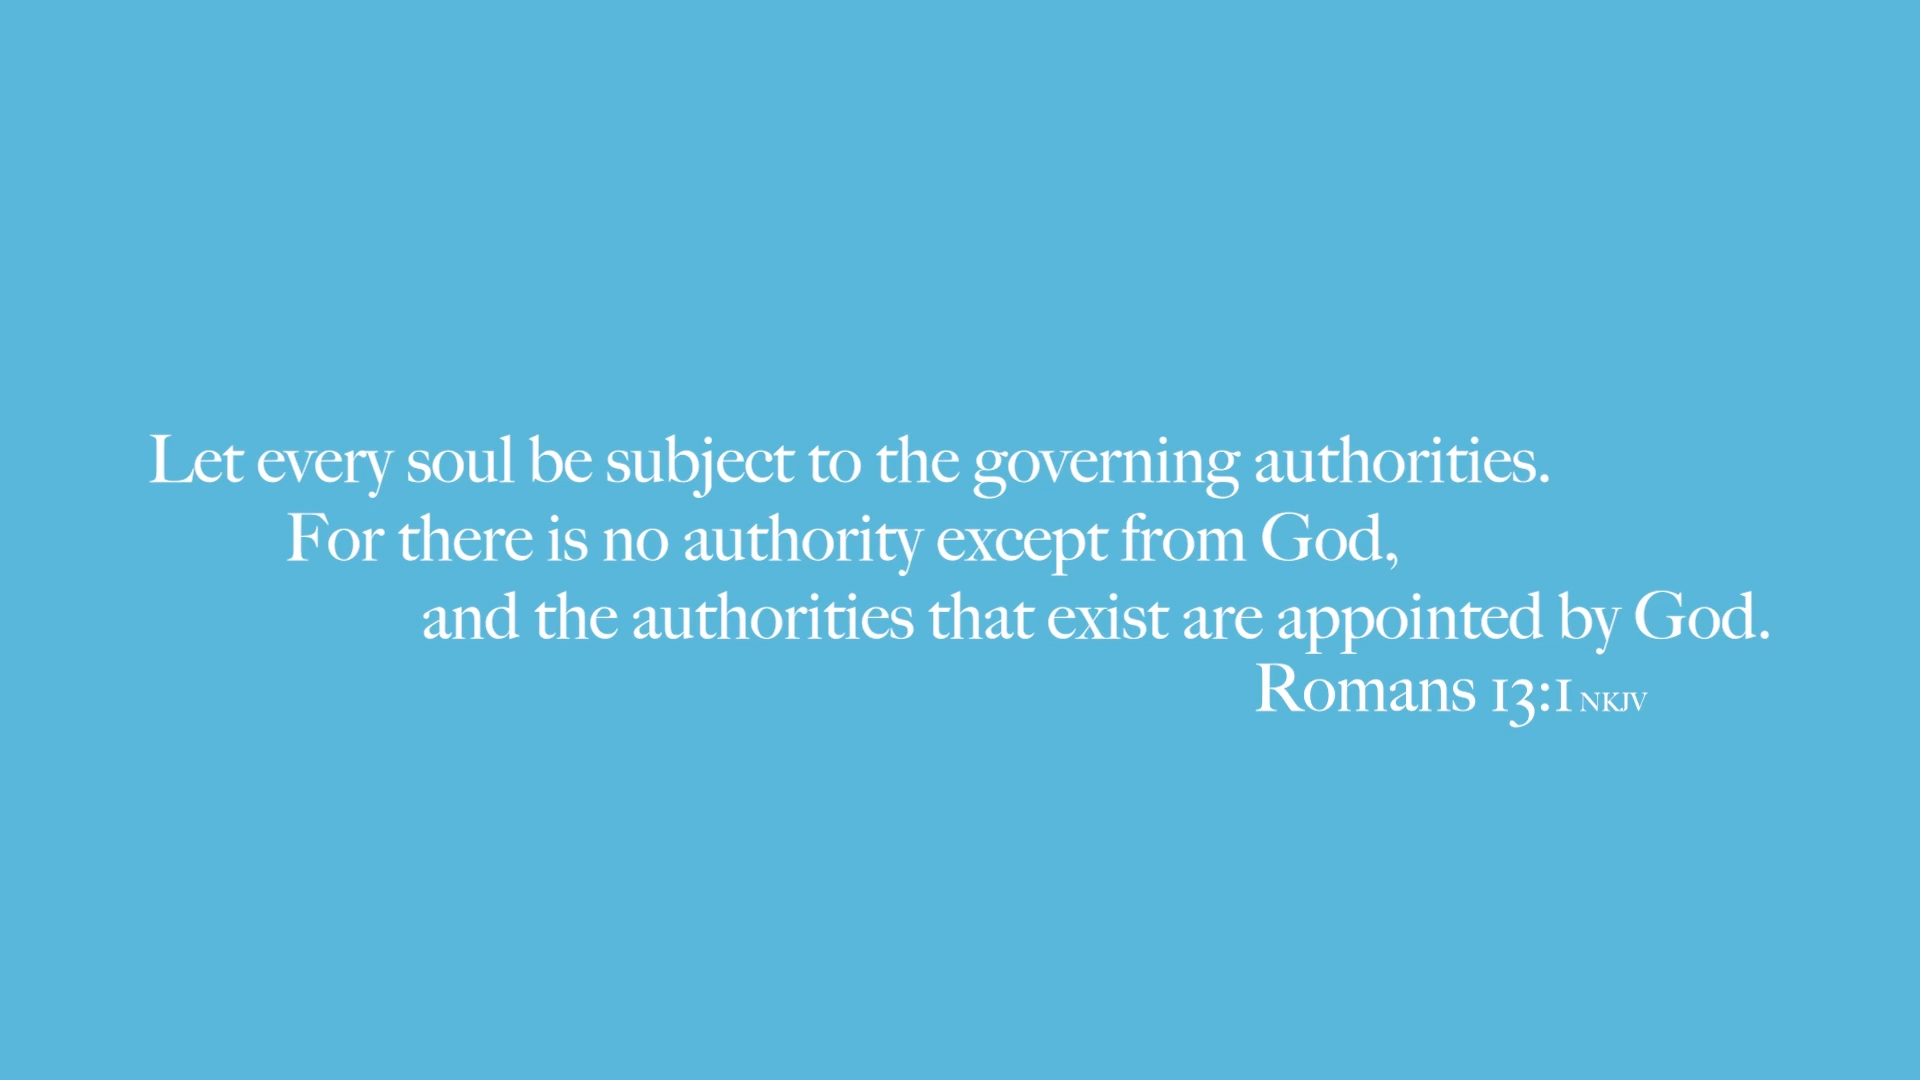 Let every soul be subject to the governing authorities.
For there is no authority except from God,
and the authorities that exist are appointed by God.
Romans 13:1 NKJV